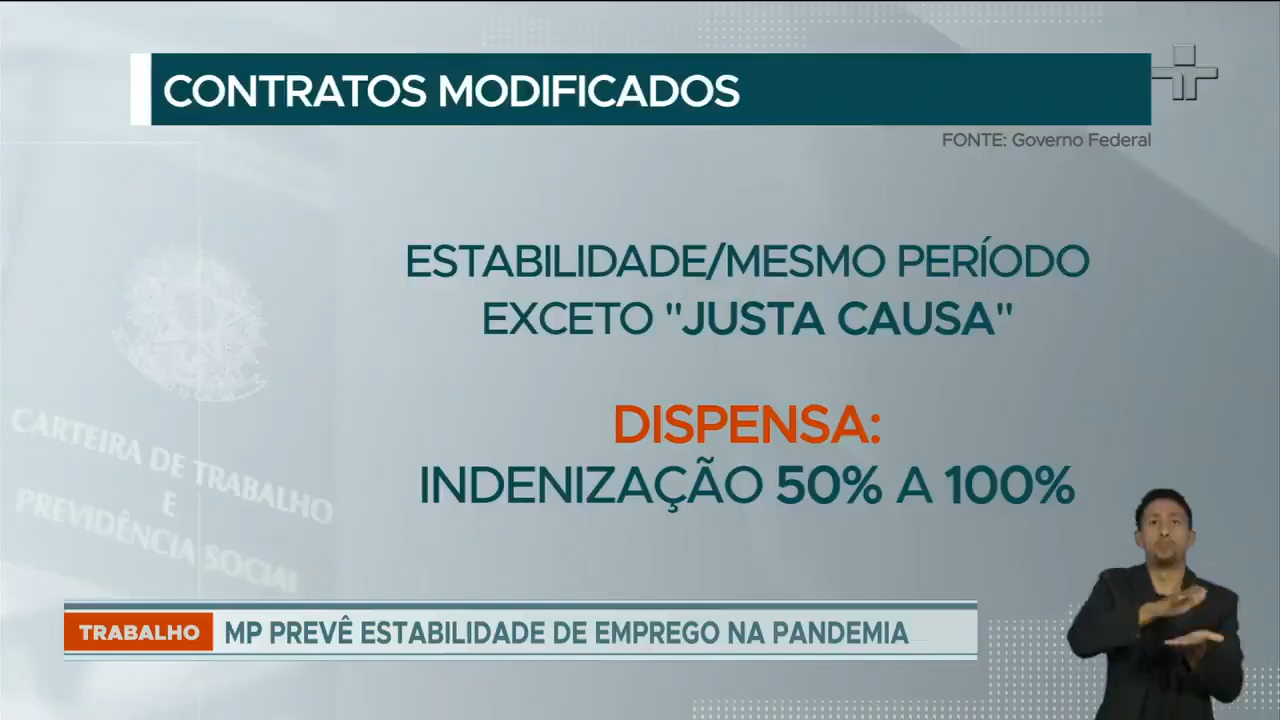 CONTRATOS MODIFICADOS
FONTE: Governo Federal
ESTABILIDADE/MESMO PERÍODO
EXCETO "JUSTA CAUSA"
DISPENSA:
INDENIZAÇÃO 50% A 100%
CARTEIRA DE TRABALHO
E
PREVIDÊNCIA SOCIAL
TRABALHO
MP PREVÊ ESTABILIDADE DE EMPREGO NA PANDEMIA